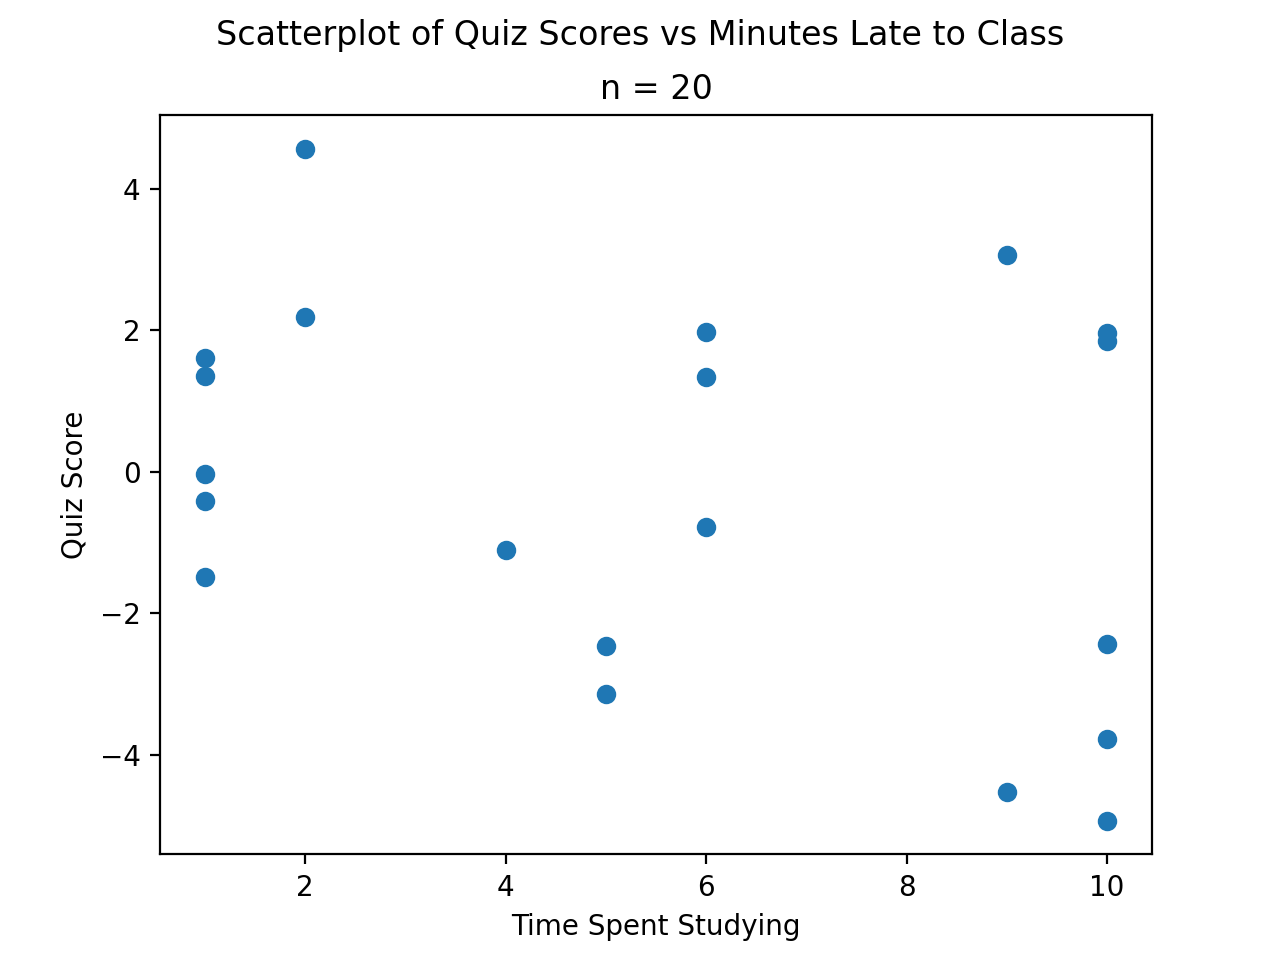 Scatterplot of Quiz Scores vs Minutes Late to Class
n = 20
4
2
0
−2
−4
Quiz Score
2 4 6 8 10
Time Spent Studying